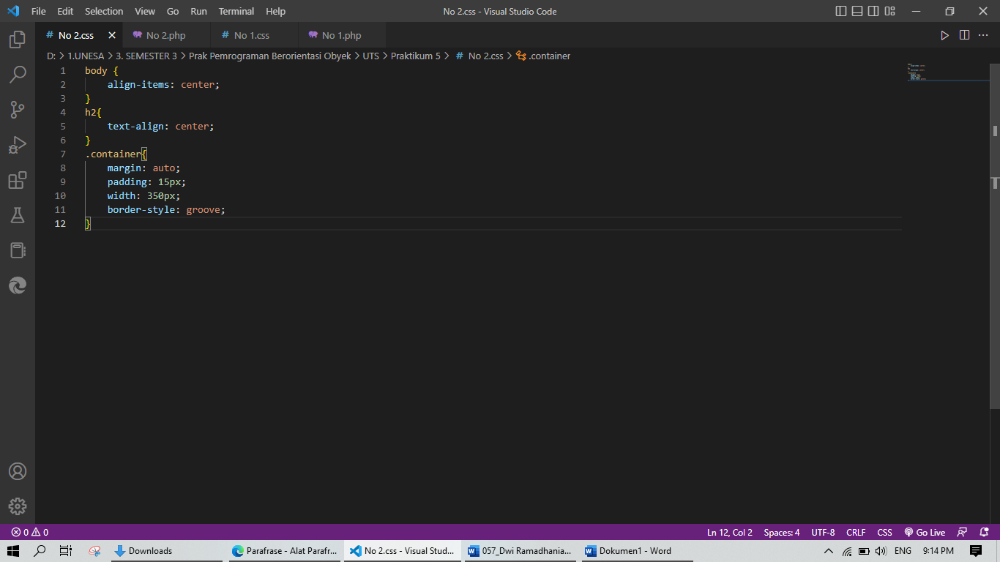 File Edit Selection View Go Run Terminal Help No 2.css - Visual Studio Code
# No 2.css No 2.php # No 1.css No 1.php
D: > 1.UNESA > 3. SEMESTER 3 > Prak Pemrograman Berorientasi Obyek > UTS > Praktikum 5 > # No 2.css > .container
1 body {
2 align-items: center;
3 }
4 h2{
5 text-align: center;
6 }
7 .container{
8 margin: auto;
9 padding: 15px;
10 width: 350px;
11 border-style: groove;
12 }
0 0 Ln 12, Col 2 Spaces: 4 UTF-8 CRLF CSS Go Live
Downloads Parafrase - Alat Parafr... No 2.css - Visual Stud... 057_Dwi Ramadhania... Dokumen1 - Word ENG 9:14 PM